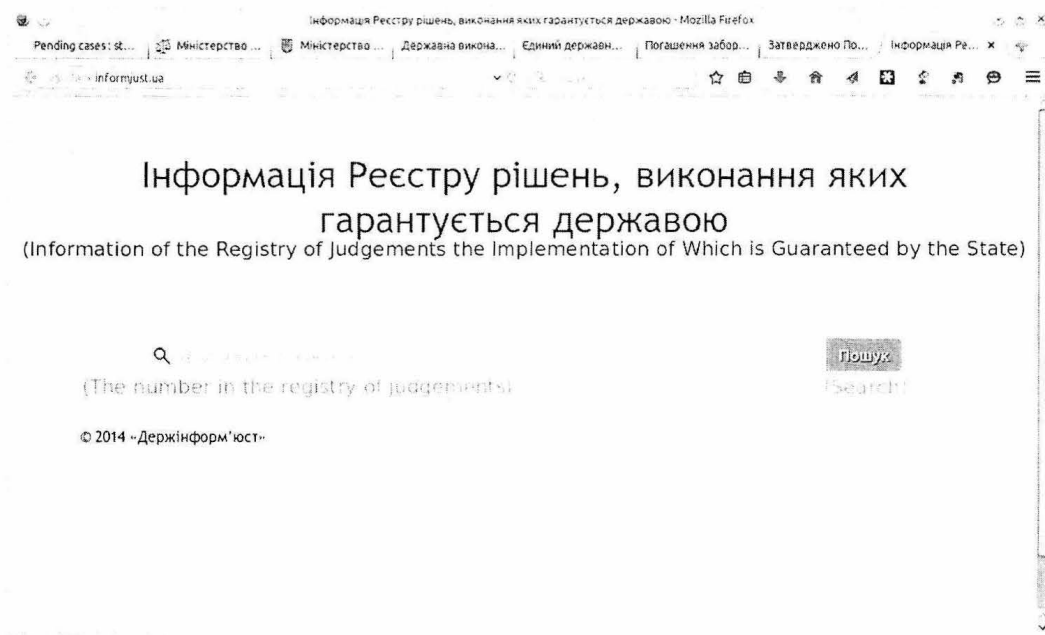 Інформація Реєстру рішень, виконання яких гарантується державою - Mozilla Firefox
Pending cases: st... Міністерство ... Міністерство ... Державна викона... Єдиний державн... Погашення забор... Затверджено По... Інформація Ре...
informjust.ua
Інформація Реєстру рішень, виконання яких
гарантується державою
(Information of the Registry of Judgements the Implementation of Which is Guaranteed by the State)
Пошук
(The number in the registry of judgements) (Search)
© 2014 «Держінформ'юст»